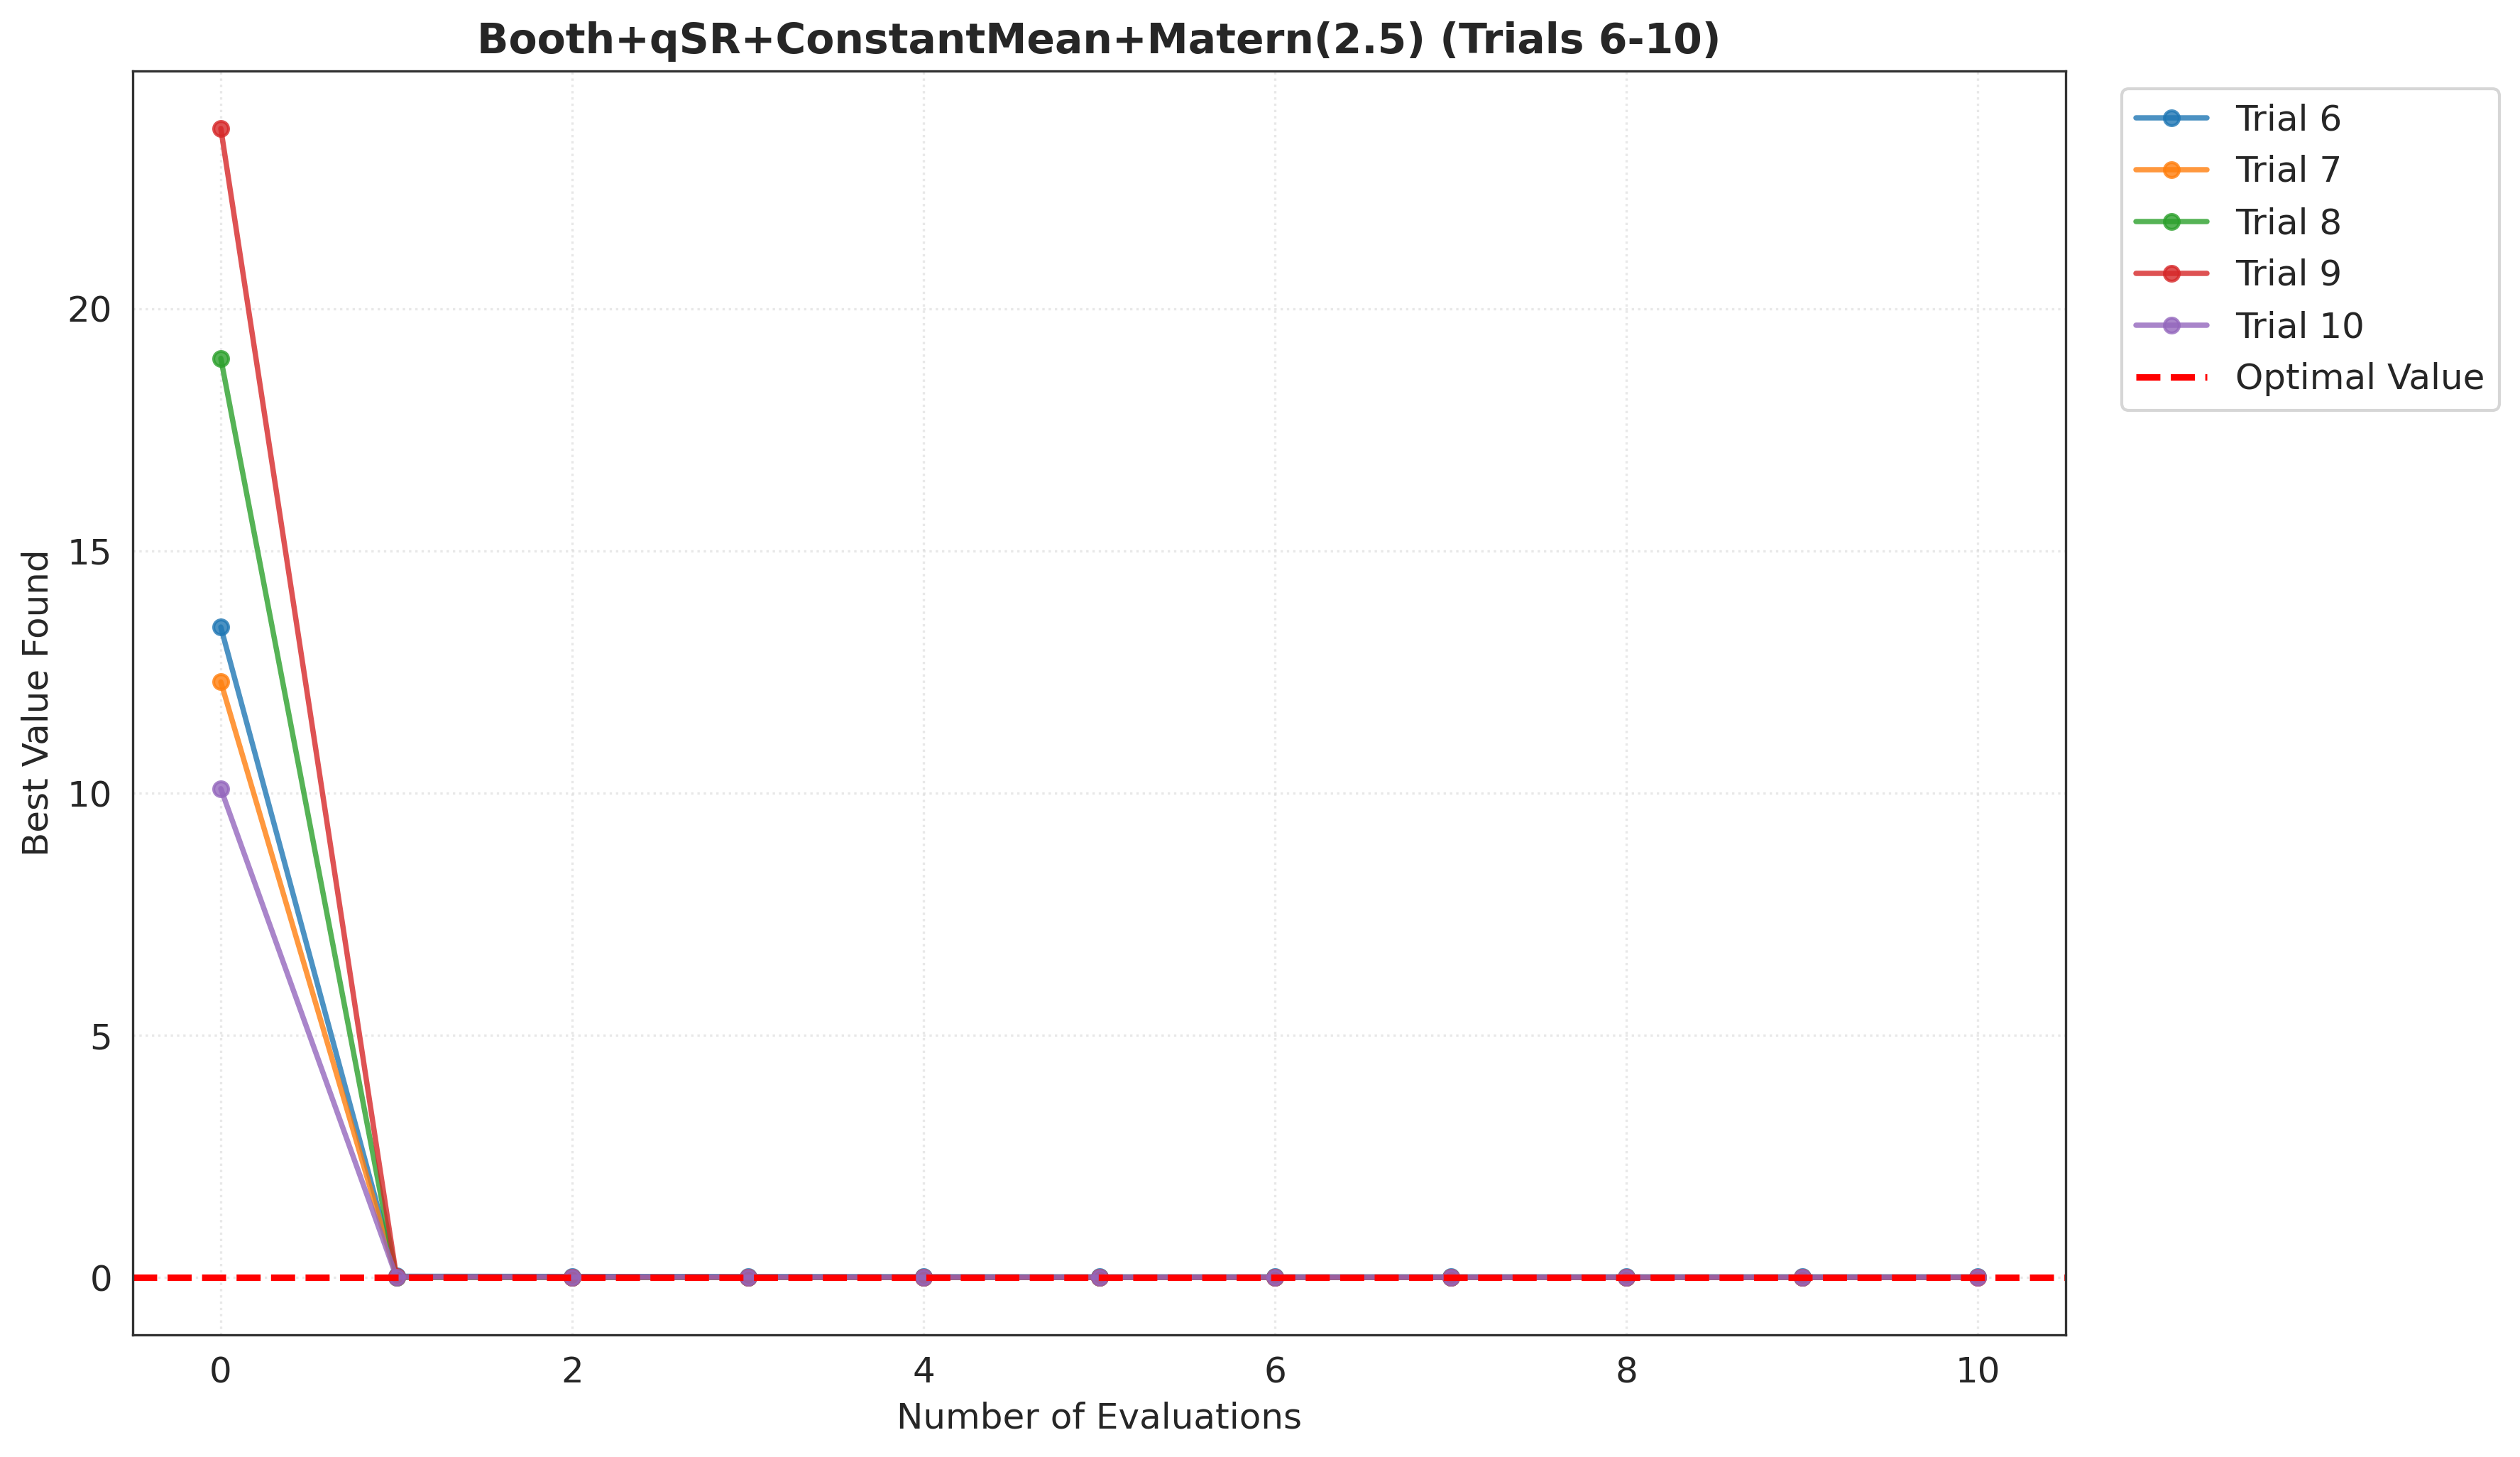 Booth+qSR+ConstantMean+Matern(2.5) (Trials 6-10)
Trial 6
Trial 7
Trial 8
Trial 9
Trial 10
Optimal Value
Best Value Found
20
15
10
5
0
0 2 4 6 8 10
Number of Evaluations